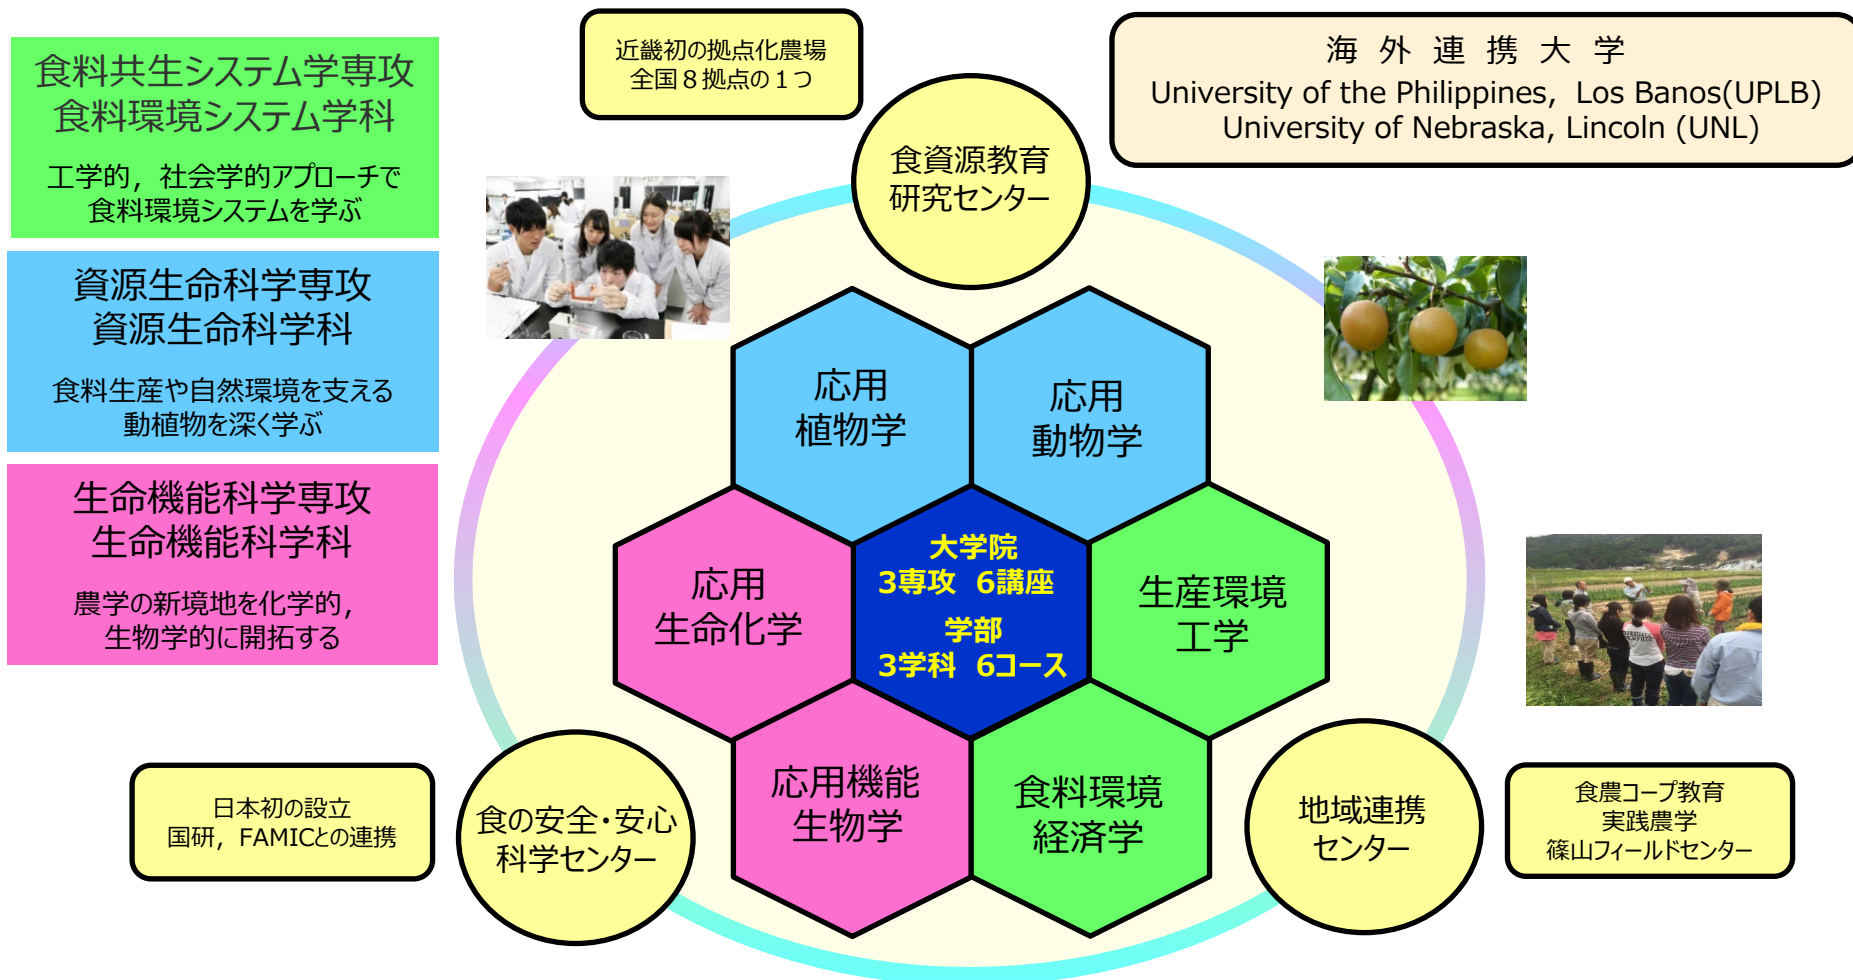 食料共生システム学専攻
食料環境システム学科
工学的，社会学的アプローチで
食料環境システムを学ぶ
資源生命科学専攻
資源生命科学科
食料生産や自然環境を支える
動植物を深く学ぶ
生命機能科学専攻
生命機能科学科
農学の新境地を化学的，
生物学的に開拓する
近畿初の拠点化農場
全国８拠点の１つ
海 外 連 携 大 学
University of the Philippines, Los Banos(UPLB)
University of Nebraska, Lincoln (UNL)
食資源教育
研究センター
応用
植物学
応用
動物学
応用
生命化学
大学院
3専攻 6講座
学部
3学科 6コース
生産環境
工学
応用機能
生物学
食料環境
経済学
日本初の設立
国研，FAMICとの連携
食の安全・安心
科学センター
地域連携
センター
食農コープ教育
実践農学
篠山フィールドセンター